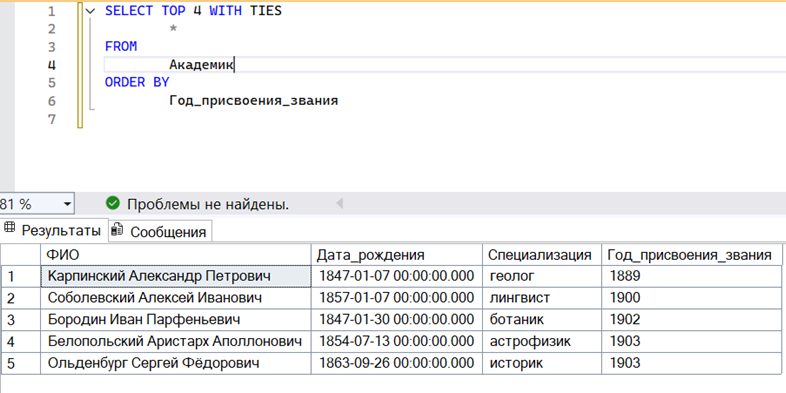 1 SELECT TOP 4 WITH TIES
2 *
3 FROM
4 Академик
5 ORDER BY
6 Год_присвоения_звания
7
81 % Проблемы не найдены.
Результаты Сообщения
ФИО Дата_рождения Специализация Год_присвоения_звания
1 Карпинский Александр Петрович 1847-01-07 00:00:00.000 геолог 1889
2 Соболевский Алексей Иванович 1857-01-07 00:00:00.000 лингвист 1900
3 Бородин Иван Парфеньевич 1847-01-30 00:00:00.000 ботаник 1902
4 Белопольский Аристарх Аполлонович 1854-07-13 00:00:00.000 астрофизик 1903
5 Ольденбург Сергей Фёдорович 1863-09-26 00:00:00.000 историк 1903